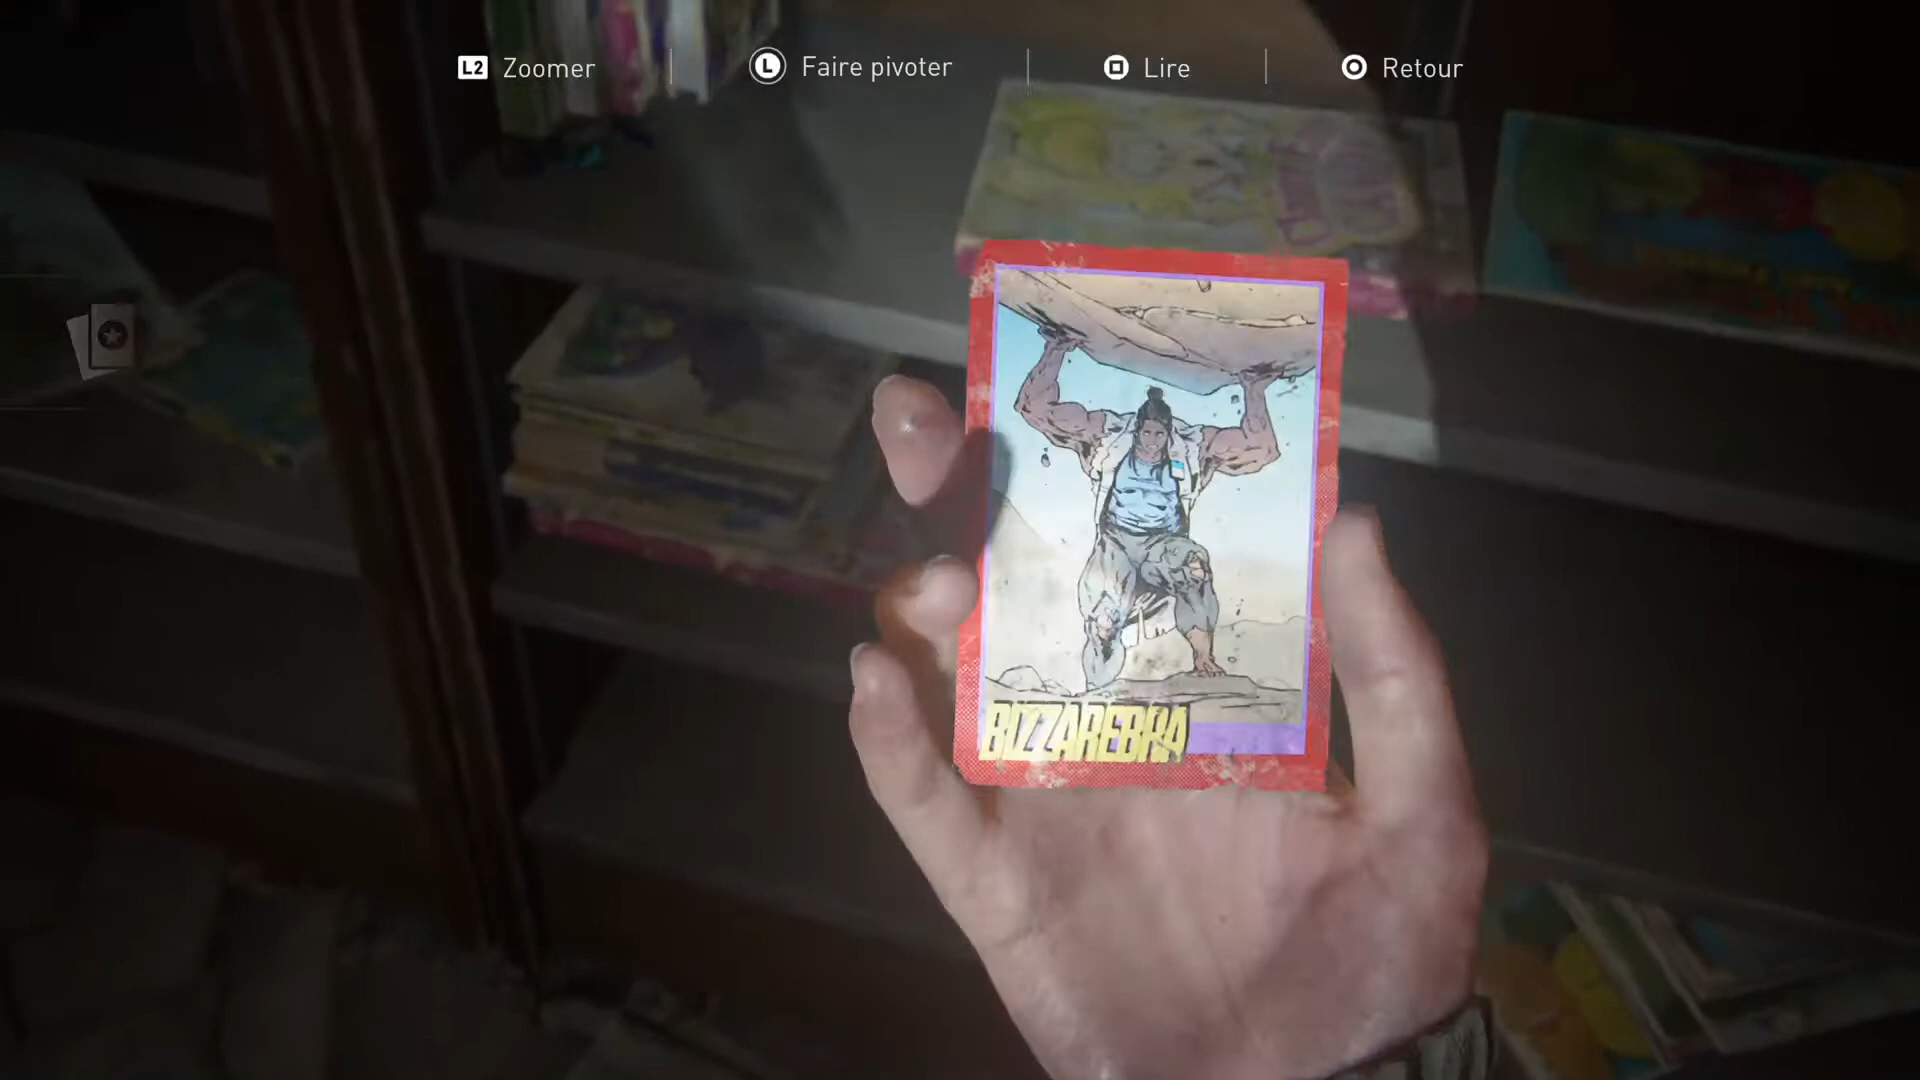 L2 Zoomer
L Faire pivoter
Lire
Retour
BIZZAREBRA